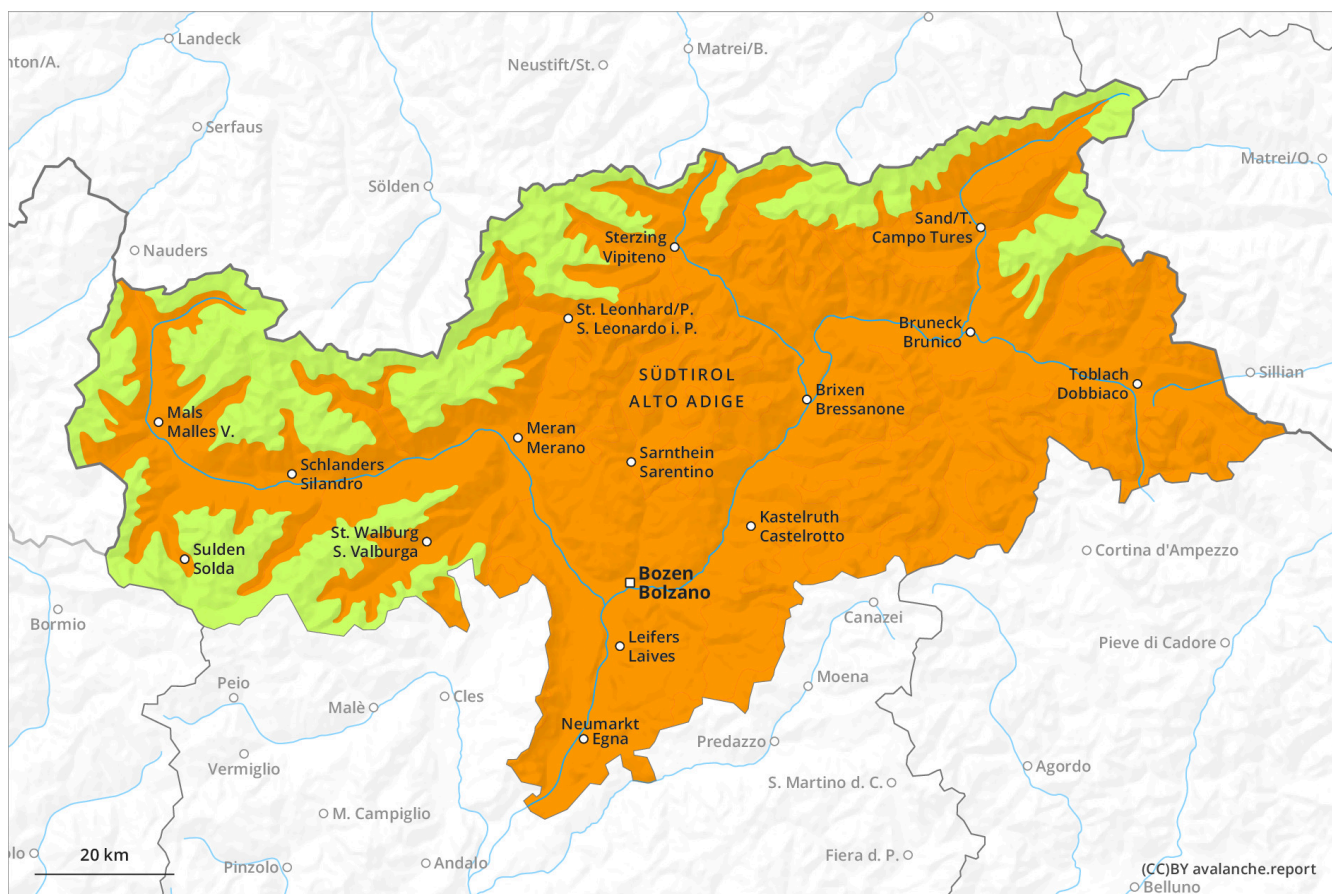 Landeck
Matrei/B.
nton/A.
Neustift/St.
Serfaus
Matrei/O.
Sölden
Sand/T.
Campo Tures
Sterzing
Vipiteno
Nauders
St. Leonhard/P.
S. Leonardo i. P.
Bruneck
Brunico
SÜDTIROL
ALTO ADIGE
Toblach
Dobbiaco
Sillian
Brixen
Bressanone
Mals
Malles V.
Meran
Merano
Sarnthein
Sarentino
Schlanders
Silandro
Kastelruth
Castelrotto
St. Walburg
S. Valburga
Sulden
Solda
Cortina d'Ampezzo
Bozen
Bolzano
Bormio
Canazei
Leifers
Laives
Pieve di Cadore
Moena
Peio
Cles
Malè
Neumarkt
Egna
Predazzo
Vermiglio
Agordo
S. Martino d. C.
M. Campiglio
olo
20 km
Pinzolo
Andalo
Fiera d. P.
(CC)BY avalanche.report
Belluno